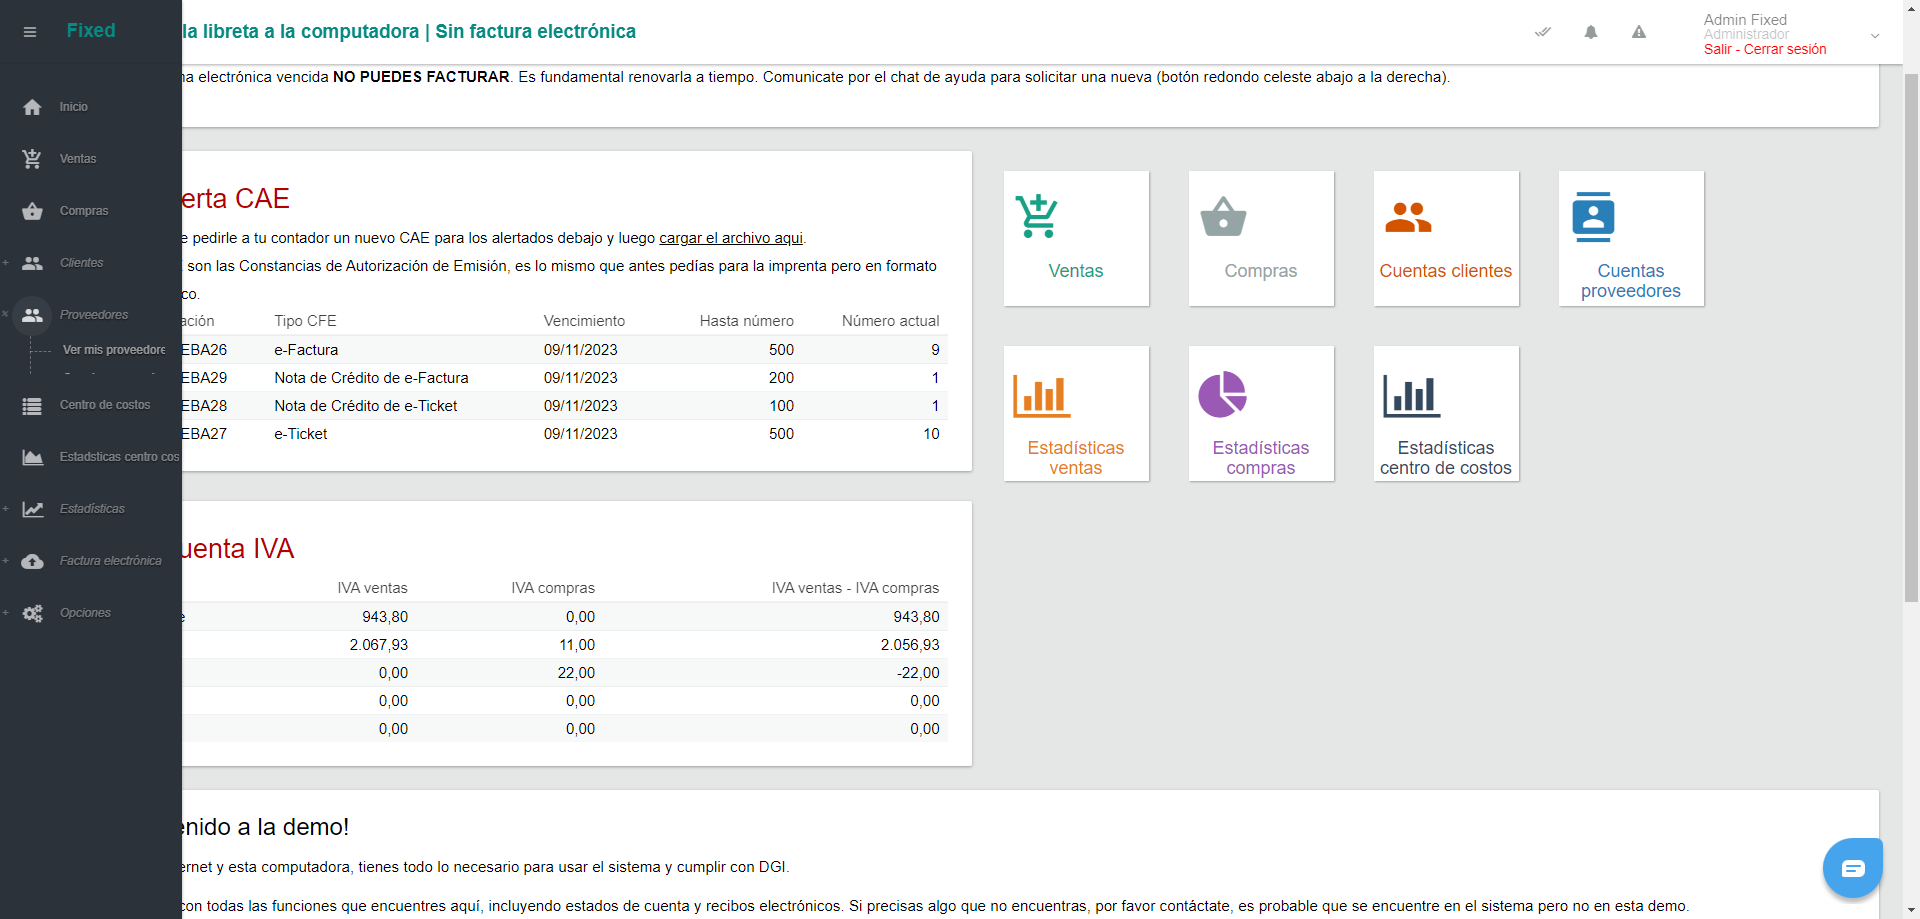 Fixed
la libreta a la computadora | Sin factura electrónica
Admin Fixed
Administrador
Salir - Cerrar sesión
na electrónica vencida NO PUEDES FACTURAR. Es fundamental renovarla a tiempo. Comunicate por el chat de ayuda para solicitar una nueva (botón redondo celeste abajo a la derecha).
Inicio
Ventas
Compras
Clientes
Proveedores
Ver mis proveedore
Centro de costos
Estadsticas centro cos
Estadísticas
Factura electrónica
Opciones
erta CAE
e pedirle a tu contador un nuevo CAE para los alertados debajo y luego cargar el archivo aqui.
son las Constancias de Autorización de Emisión, es lo mismo que antes pedías para la imprenta pero en formato
co.
ación Tipo CFE Vencimiento Hasta número Número actual
EBA26 e-Factura 09/11/2023 500 9
EBA29 Nota de Crédito de e-Factura 09/11/2023 200 1
EBA28 Nota de Crédito de e-Ticket 09/11/2023 100 1
EBA27 e-Ticket 09/11/2023 500 10
Ventas
Compras
Cuentas clientes
Cuentas
proveedores
Estadísticas
ventas
Estadísticas
compras
Estadísticas
centro de costos
uenta IVA
IVA ventas IVA compras IVA ventas - IVA compras
e 943,80 0,00 943,80
2.067,93 11,00 2.056,93
0,00 22,00 -22,00
0,00 0,00 0,00
0,00 0,00 0,00
enido a la demo!
ernet y esta computadora, tienes todo lo necesario para usar el sistema y cumplir con DGI.
con todas las funciones que encuentres aquí, incluyendo estados de cuenta y recibos electrónicos. Si precisas algo que no encuentras, por favor contáctate, es probable que se encuentre en el sistema pero no en esta demo.